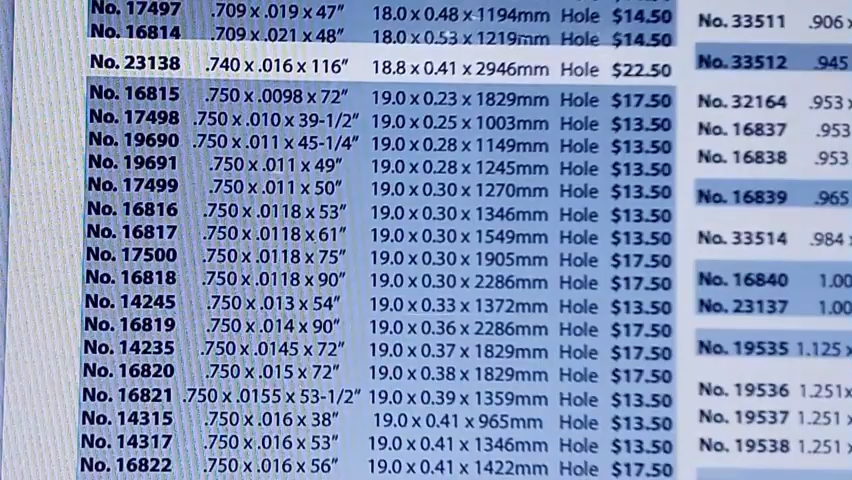 No. 17497 .709 x .019 x 47" 18.0 x 0.48 x 1194mm Hole $14.50
No. 16814 .709 x .021 x 48" 18.0 x 0.53 x 1219mm Hole $14.50
No. 23138 .740 x .016 x 116" 18.8 x 0.41 x 2946mm Hole $22.50
No. 16815 .750 x .0098 x 72" 19.0 x 0.23 x 1829mm Hole $17.50
No. 17498 .750 x .010 x 39-1/2" 19.0 x 0.25 x 1003mm Hole $13.50
No. 19690 .750 x .011 x 45-1/4" 19.0 x 0.28 x 1149mm Hole $13.50
No. 19691 .750 x .011 x 49" 19.0 x 0.28 x 1245mm Hole $13.50
No. 17499 .750 x .011 x 50" 19.0 x 0.30 x 1270mm Hole $13.50
No. 16816 .750 x .0118 x 53" 19.0 x 0.30 x 1346mm Hole $13.50
No. 16817 .750 x .0118 x 61" 19.0 x 0.30 x 1549mm Hole $13.50
No. 17500 .750 x .0118 x 75" 19.0 x 0.30 x 1905mm Hole $17.50
No. 16818 .750 x .0118 x 90" 19.0 x 0.30 x 2286mm Hole $17.50
No. 14245 .750 x .013 x 54" 19.0 x 0.33 x 1372mm Hole $13.50
No. 16819 .750 x .014 x 90" 19.0 x 0.36 x 2286mm Hole $17.50
No. 14235 .750 x .0145 x 72" 19.0 x 0.37 x 1829mm Hole $17.50
No. 16820 .750 x .015 x 72" 19.0 x 0.38 x 1829mm Hole $17.50
No. 16821 .750 x .0155 x 53-1/2" 19.0 x 0.39 x 1359mm Hole $13.50
No. 14315 .750 x .016 x 38" 19.0 x 0.41 x 965mm Hole $13.50
No. 14317 .750 x .016 x 53" 19.0 x 0.41 x 1346mm Hole $13.50
No. 16822 .750 x .016 x 56" 19.0 x 0.41 x 1422mm Hole $17.50
No. 33511 .906 x
No. 33512 .945
No. 32164 .953 x
No. 16837 .953
No. 16838 .953
No. 16839 .965
No. 33514 .984 x
No. 16840 1.00
No. 23137 1.00
No. 19535 1.125 x
No. 19536 1.251 x
No. 19537 1.251 x
No. 19538 1.251 x